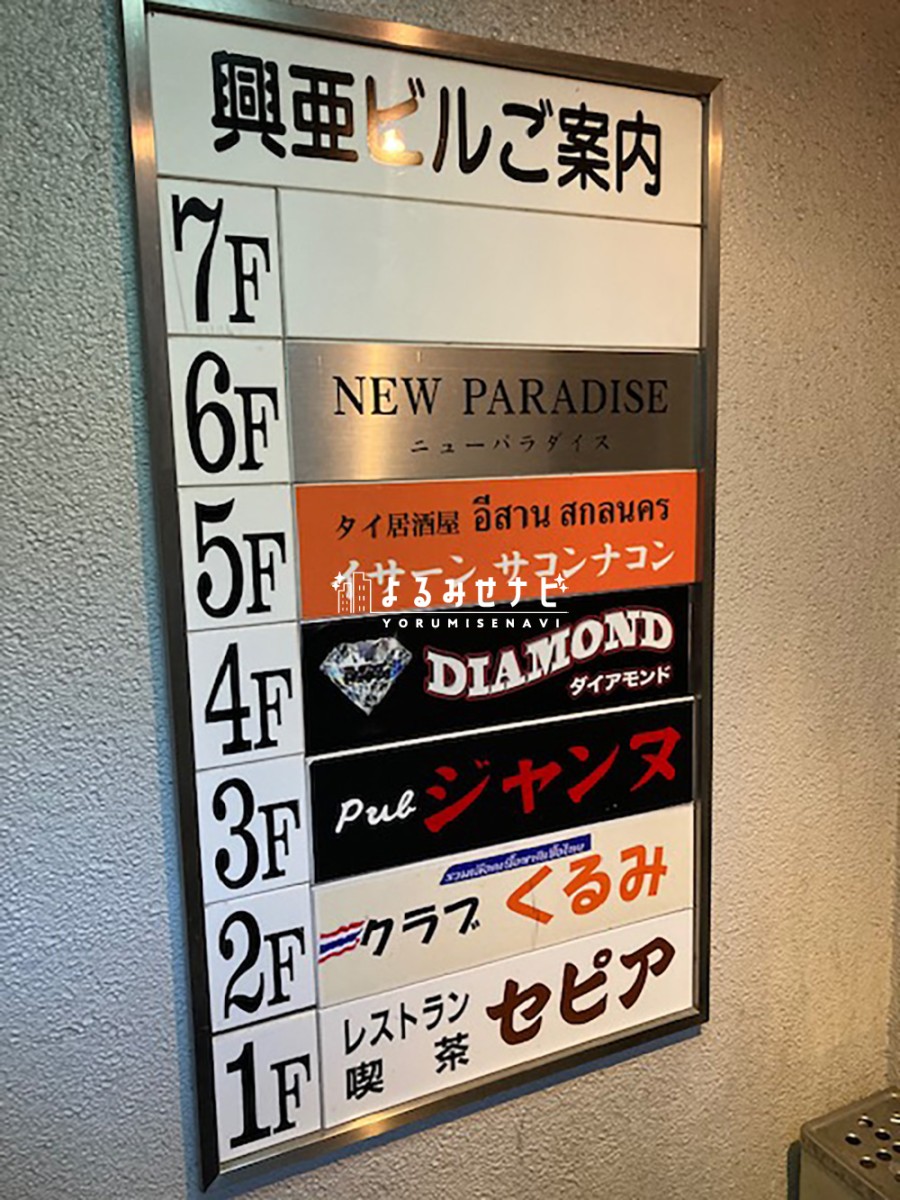 興亜ビルご案内
7F
6F
NEW PARADISE
ニューパラダイス
5F
タイ居酒屋 อีสาน สกลนคร
イサーン サコンナコン
よるみせナビ
YORUMISENAVI
4F
DIAMOND
ダイアモンド
3F
Pub ジャンヌ
2F
クラブ くるみ
1F
レストラン
喫 茶
セピア